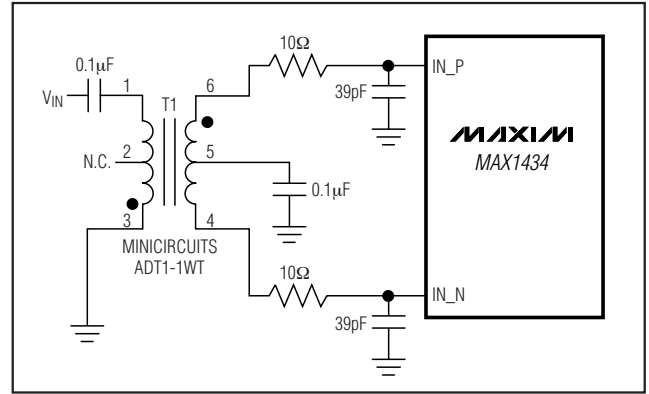 10Ω
IN_P
39pF
0.1μF
V_IN
1
T1
6
N.C.
2
5
0.1μF
3
4
MINICIRCUITS
ADT1-1WT
10Ω
IN_N
39pF
MAXIM
MAX1434